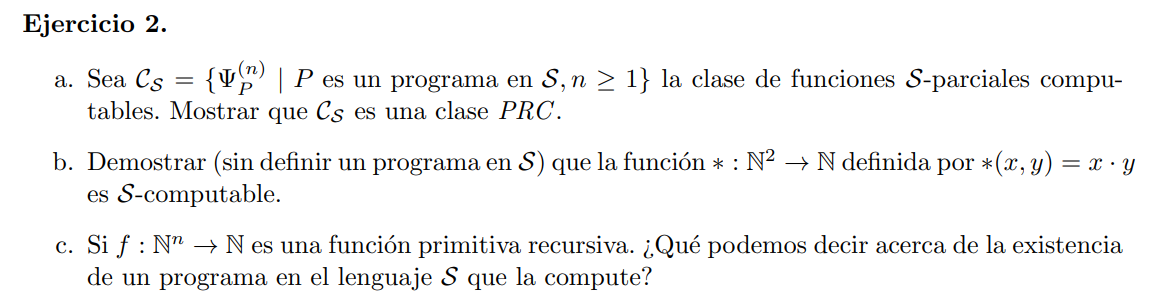 Ejercicio 2.
a. Sea $\mathcal{C}_{\mathcal{S}} = \{\Psi_P^{(n)} \mid P$ es un programa en $\mathcal{S}, n \geq 1\}$ la clase de funciones $\mathcal{S}$-parciales compu-
tables. Mostrar que $\mathcal{C}_{\mathcal{S}}$ es una clase $PRC$.
b. Demostrar (sin definir un programa en $\mathcal{S}$) que la función $* : \mathbb{N}^2 \to \mathbb{N}$ definida por $*(x, y) = x \cdot y$
es $\mathcal{S}$-computable.
c. Si $f : \mathbb{N}^n \to \mathbb{N}$ es una función primitiva recursiva. ¿Qué podemos decir acerca de la existencia
de un programa en el lenguaje $\mathcal{S}$ que la compute?